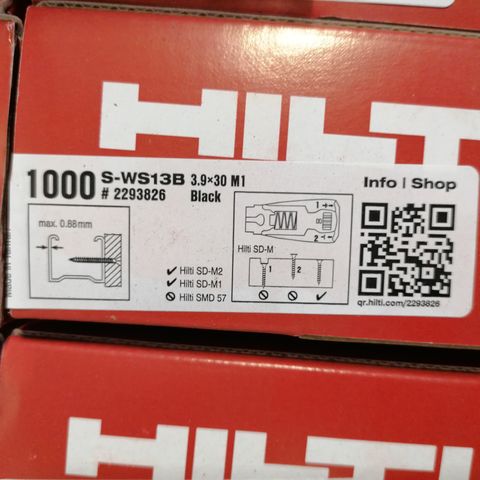 HILTI
1000 S-WS13B 3.9×30 M1
# 2293826 Black
Info | Shop
max. 0.88mm
Hilti SD-M
1
2
1 2
✓ Hilti SD-M2
✓ Hilti SD-M1
Hilti SMD 57
qr.hilti.com/2293826
HILTI